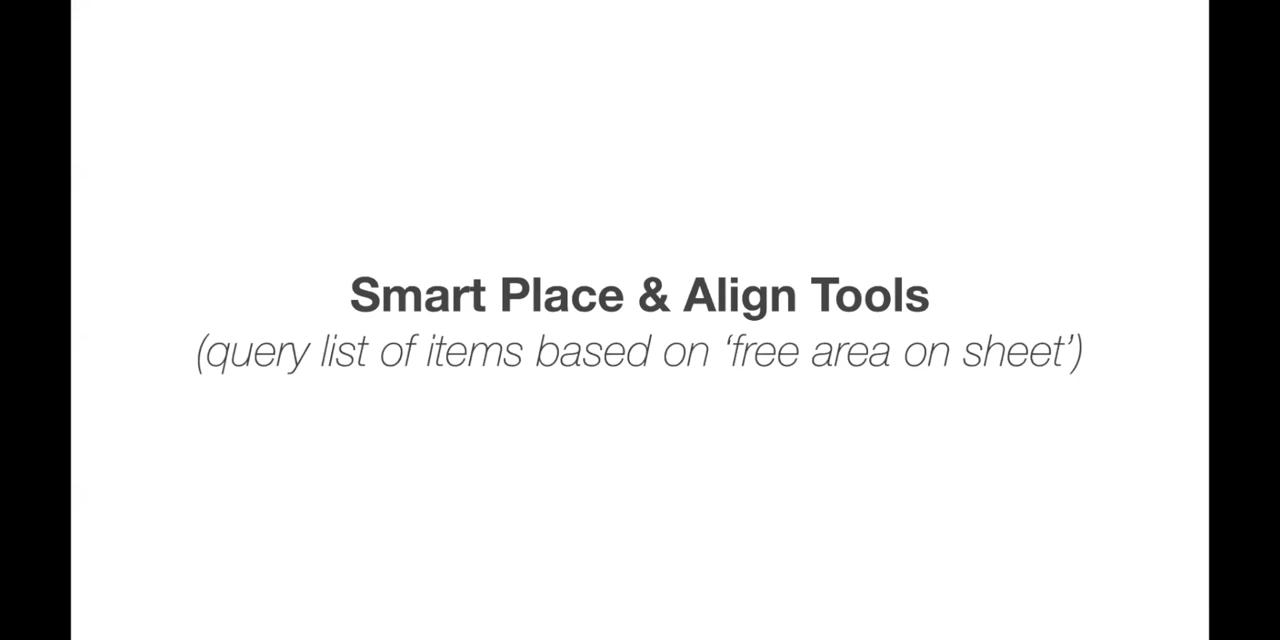 Smart Place & Align Tools
(query list of items based on ‘free area on sheet’)